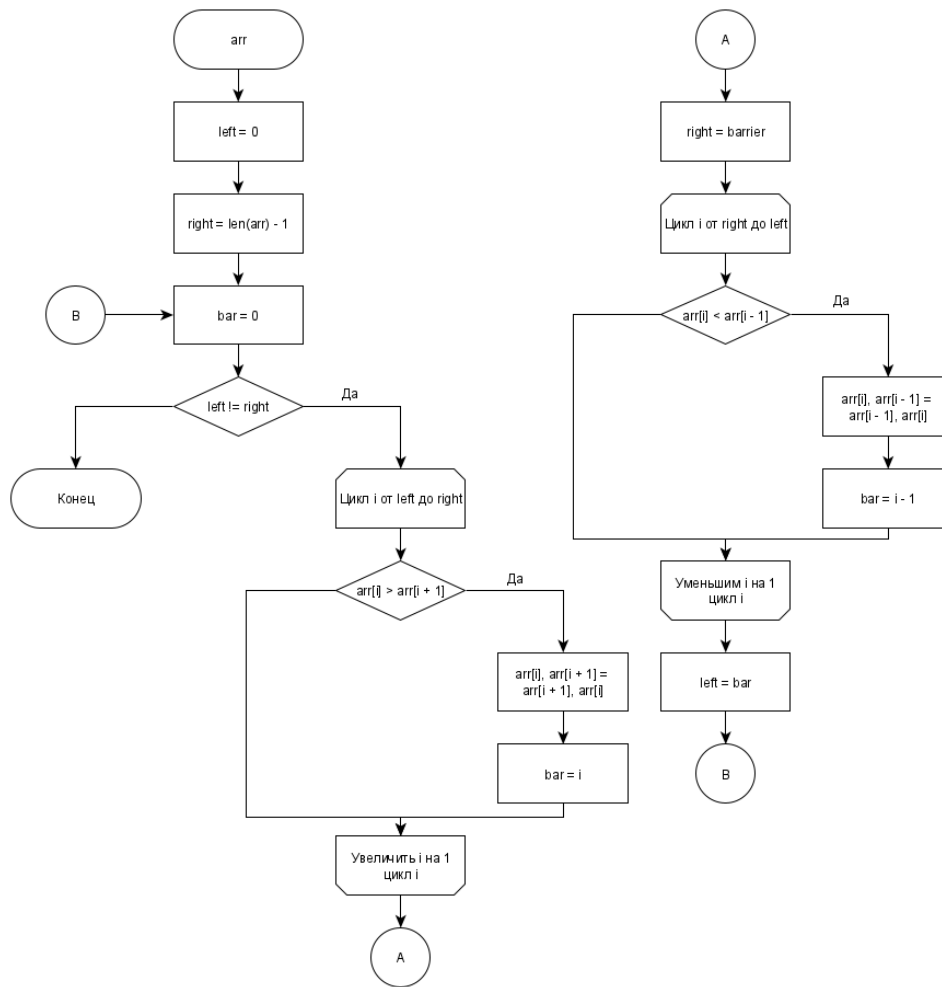 arr
left = 0
right = len(arr) - 1
B
bar = 0
left != right
Да
Конец
Цикл i от left до right
arr[i] > arr[i + 1]
Да
arr[i], arr[i + 1] =
arr[i + 1], arr[i]
bar = i
Увеличить i на 1
цикл i
A
A
right = barrier
Цикл i от right до left
arr[i] < arr[i - 1]
Да
arr[i], arr[i - 1] =
arr[i - 1], arr[i]
bar = i - 1
Уменьшим i на 1
цикл i
left = bar
B